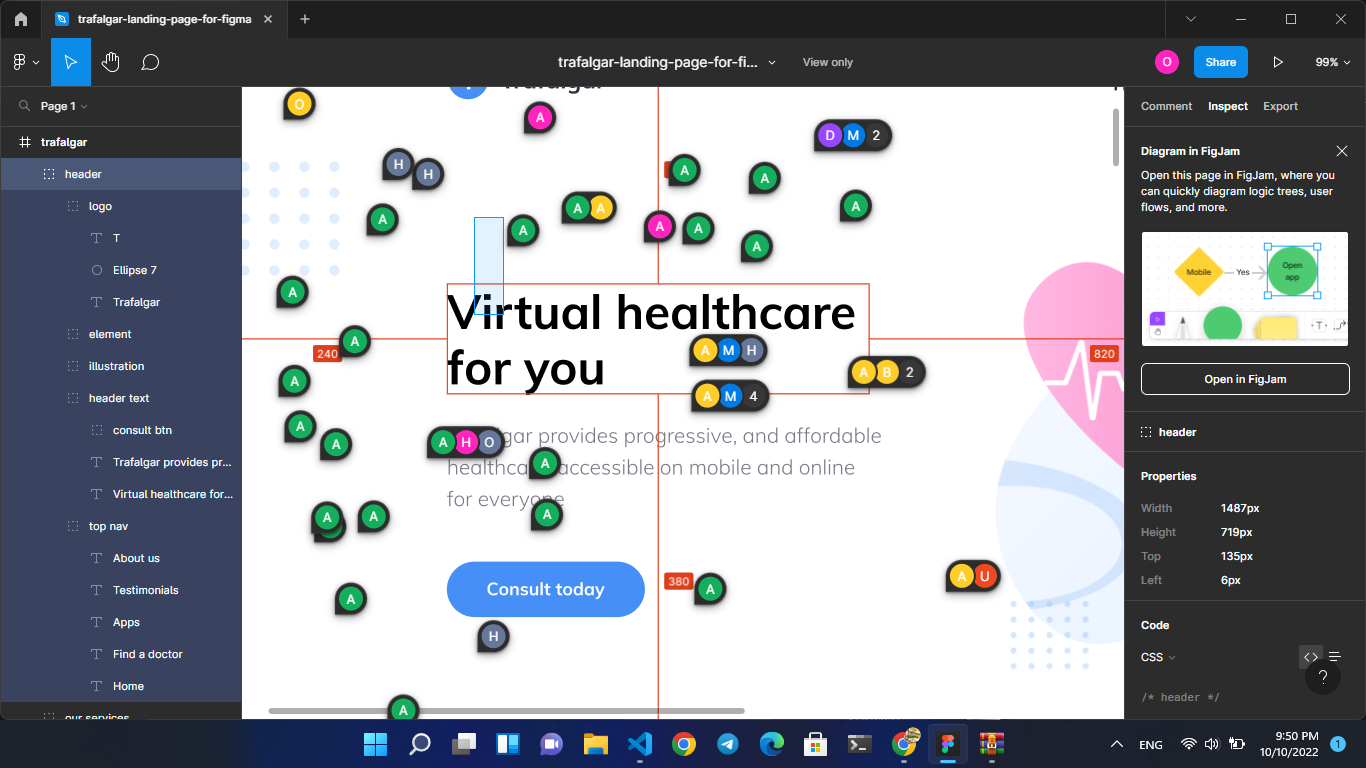 trafalgar-landing-page-for-figma
trafalgar-landing-page-for-fi...
View only
O
Share
99%
Page 1
trafalgar
header
logo
T
Ellipse 7
Trafalgar
element
illustration
header text
consult btn
Trafalgar provides pr...
Virtual healthcare for...
top nav
About us
Testimonials
Apps
Find a doctor
Home
our services
O
A
D M 2
H
H
A
A
A
A A
A
A
A
A
A
A
A
Virtual healthcare
for you
240
A
820
A M H
A B 2
A
A M 4
A
A
A H O
gar provides progressive, and affordable
healthca accessible on mobile and online
for everyone
A
A
A
A
Consult today
380
A
A U
A
H
A
Comment
Inspect
Export
Diagram in FigJam
Open this page in FigJam, where you
can quickly diagram logic trees, user
flows, and more.
Mobile
Yes
Open
app
T
Open in FigJam
header
Properties
Width 1487px
Height 719px
Top 135px
Left 6px
Code
CSS
?
/* header */
ENG
9:50 PM
10/10/2022
1